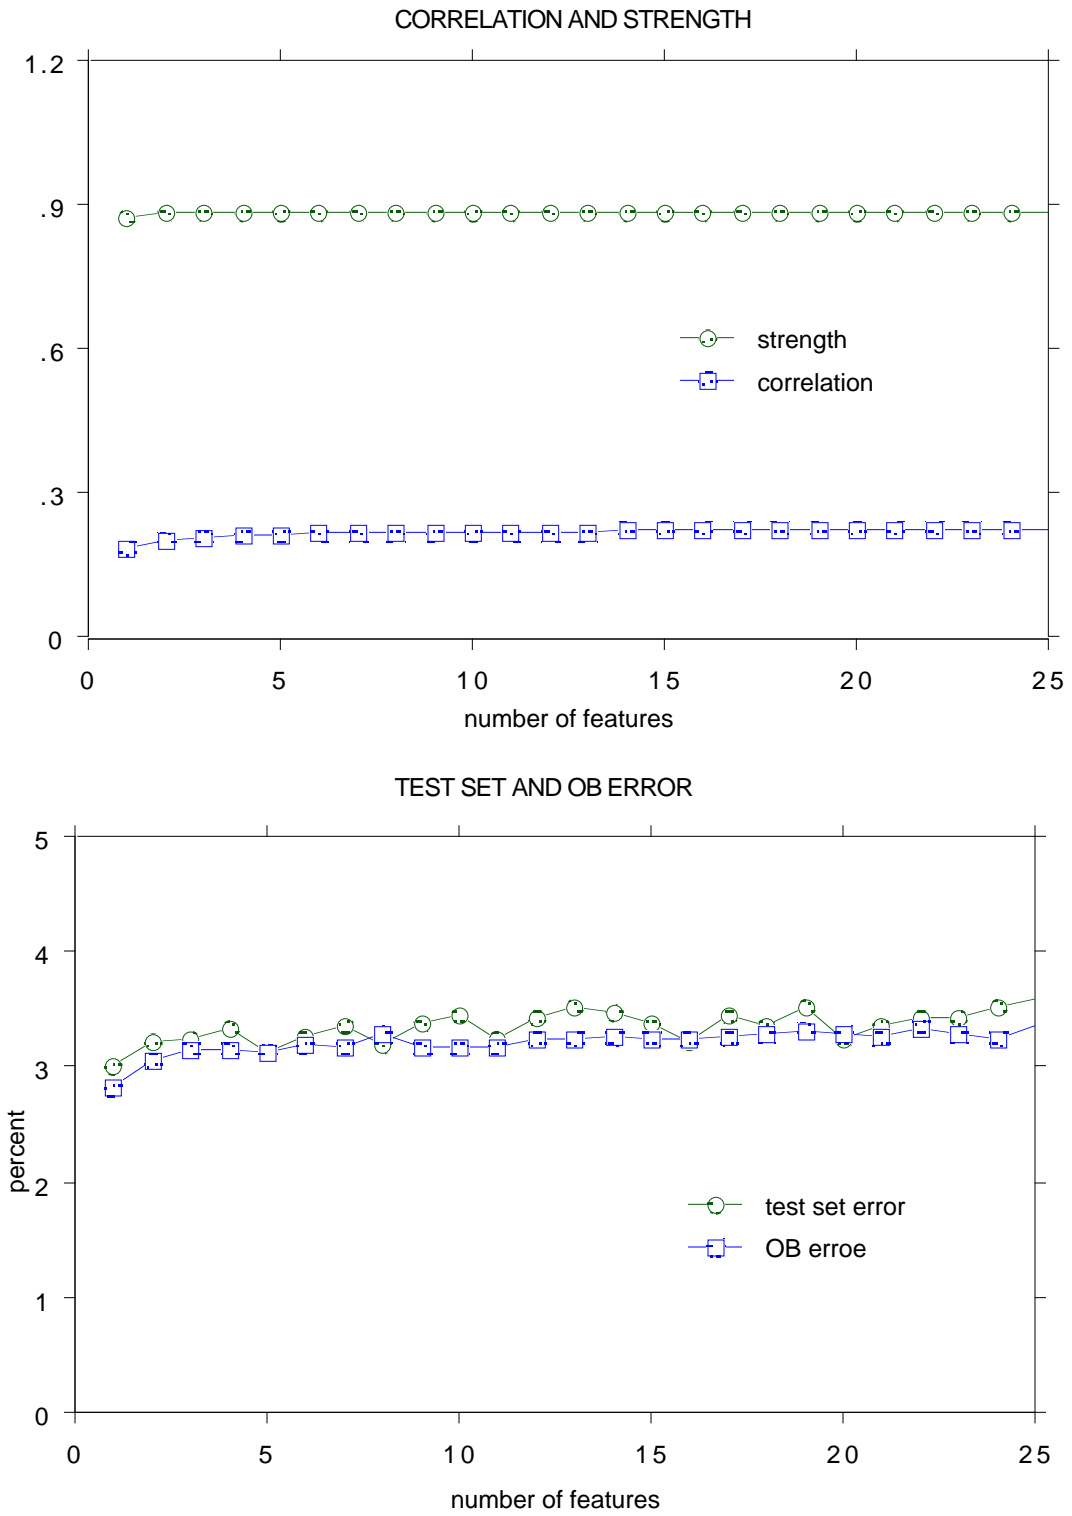 CORRELATION AND STRENGTH
1.2
.9
.6
.3
0
strength
correlation
0 5 10 15 20 25
number of features
TEST SET AND OB ERROR
5
4
3
2
1
0
percent
test set error
OB erroe
0 5 10 15 20 25
number of features